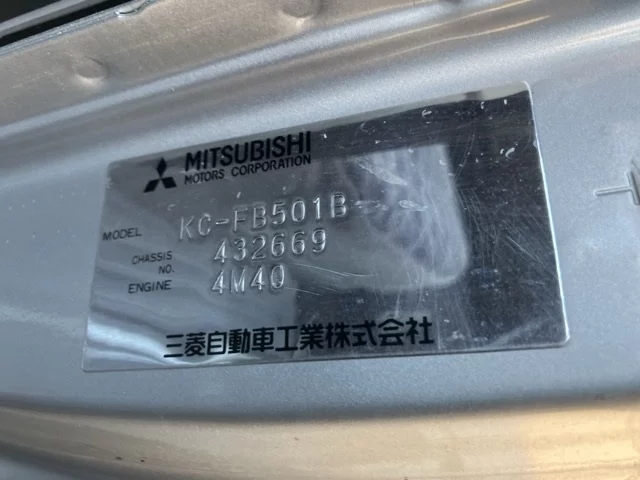 MITSUBISHI
MOTORS CORPORATION
MODEL KC-FB501B
CHASSIS NO. 432669
ENGINE 4M40
三菱自動車工業株式会社